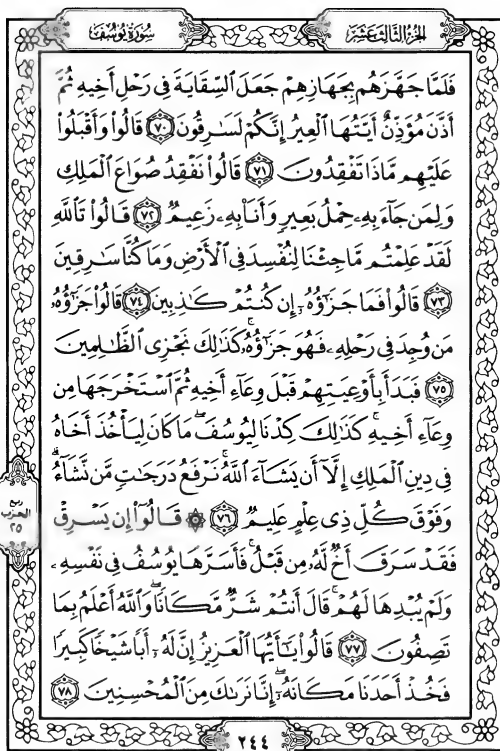 الجزء الثالث عشر
سورة يوسف
فَلَمَّا جَهَّزَهُم بِجَهَازِهِمْ جَعَلَ ٱلسِّقَايَةَ فِى رَحْلِ أَخِيهِ ثُمَّ
أَذَّنَ مُؤَذِّنٌ أَيَّتُهَا ٱلْعِيرُ إِنَّكُمْ لَسَٰرِقُونَ ۝٧٠ قَالُوا۟ وَأَقْبَلُوا۟
عَلَيْهِم مَّاذَا تَفْقِدُونَ ۝٧١ قَالُوا۟ نَفْقِدُ صُوَاعَ ٱلْمَلِكِ
وَلِمَن جَآءَ بِهِۦ حِمْلُ بَعِيرٍ وَأَنَا۠ بِهِۦ زَعِيمٌ ۝٧٢ قَالُوا۟ تَٱللَّهِ
لَقَدْ عَلِمْتُم مَّا جِئْنَا لِنُفْسِدَ فِى ٱلْأَرْضِ وَمَا كُنَّا سَٰرِقِينَ
۝٧٣ قَالُوا۟ فَمَا جَزَٰٓؤُهُۥٓ إِن كُنتُمْ كَٰذِبِينَ ۝٧٤ قَالُوا۟ جَزَٰٓؤُهُۥ
مَن وُجِدَ فِى رَحْلِهِۦ فَهُوَ جَزَٰٓؤُهُۥ ۚ كَذَٰلِكَ نَجْزِى ٱلظَّٰلِمِينَ
۝٧٥ فَبَدَأَ بِأَوْعِيَتِهِمْ قَبْلَ وِعَآءِ أَخِيهِ ثُمَّ ٱسْتَخْرَجَهَا مِن
وِعَآءِ أَخِيهِ ۚ كَذَٰلِكَ كِدْنَا لِيُوسُفَ ۖ مَا كَانَ لِيَأْخُذَ أَخَاهُ
فِى دِينِ ٱلْمَلِكِ إِلَّآ أَن يَشَآءَ ٱللَّهُ ۚ نَرْفَعُ دَرَجَٰتٍ مَّن نَّشَآءُ ۗ
وَفَوْقَ كُلِّ ذِى عِلْمٍ عَلِيمٌ ۝٧٦ ۞ قَالُوٓا۟ إِن يَسْرِقْ
فَقَدْ سَرَقَ أَخٌ لَّهُۥ مِن قَبْلُ ۚ فَأَسَرَّهَا يُوسُفُ فِى نَفْسِهِۦ
وَلَمْ يُبْدِهَا لَهُمْ ۚ قَالَ أَنتُمْ شَرٌّ مَّكَانًا ۖ وَٱللَّهُ أَعْلَمُ بِمَا
تَصِفُونَ ۝٧٧ قَالُوا۟ يَٰٓأَيُّهَا ٱلْعَزِيزُ إِنَّ لَهُۥٓ أَبًا شَيْخًا كَبِيرًا
فَخُذْ أَحَدَنَا مَكَانَهُۥٓ ۖ إِنَّا نَرَىٰكَ مِنَ ٱلْمُحْسِنِينَ ۝٧٨
ربع
الحزب
٢٥
٢٤٤